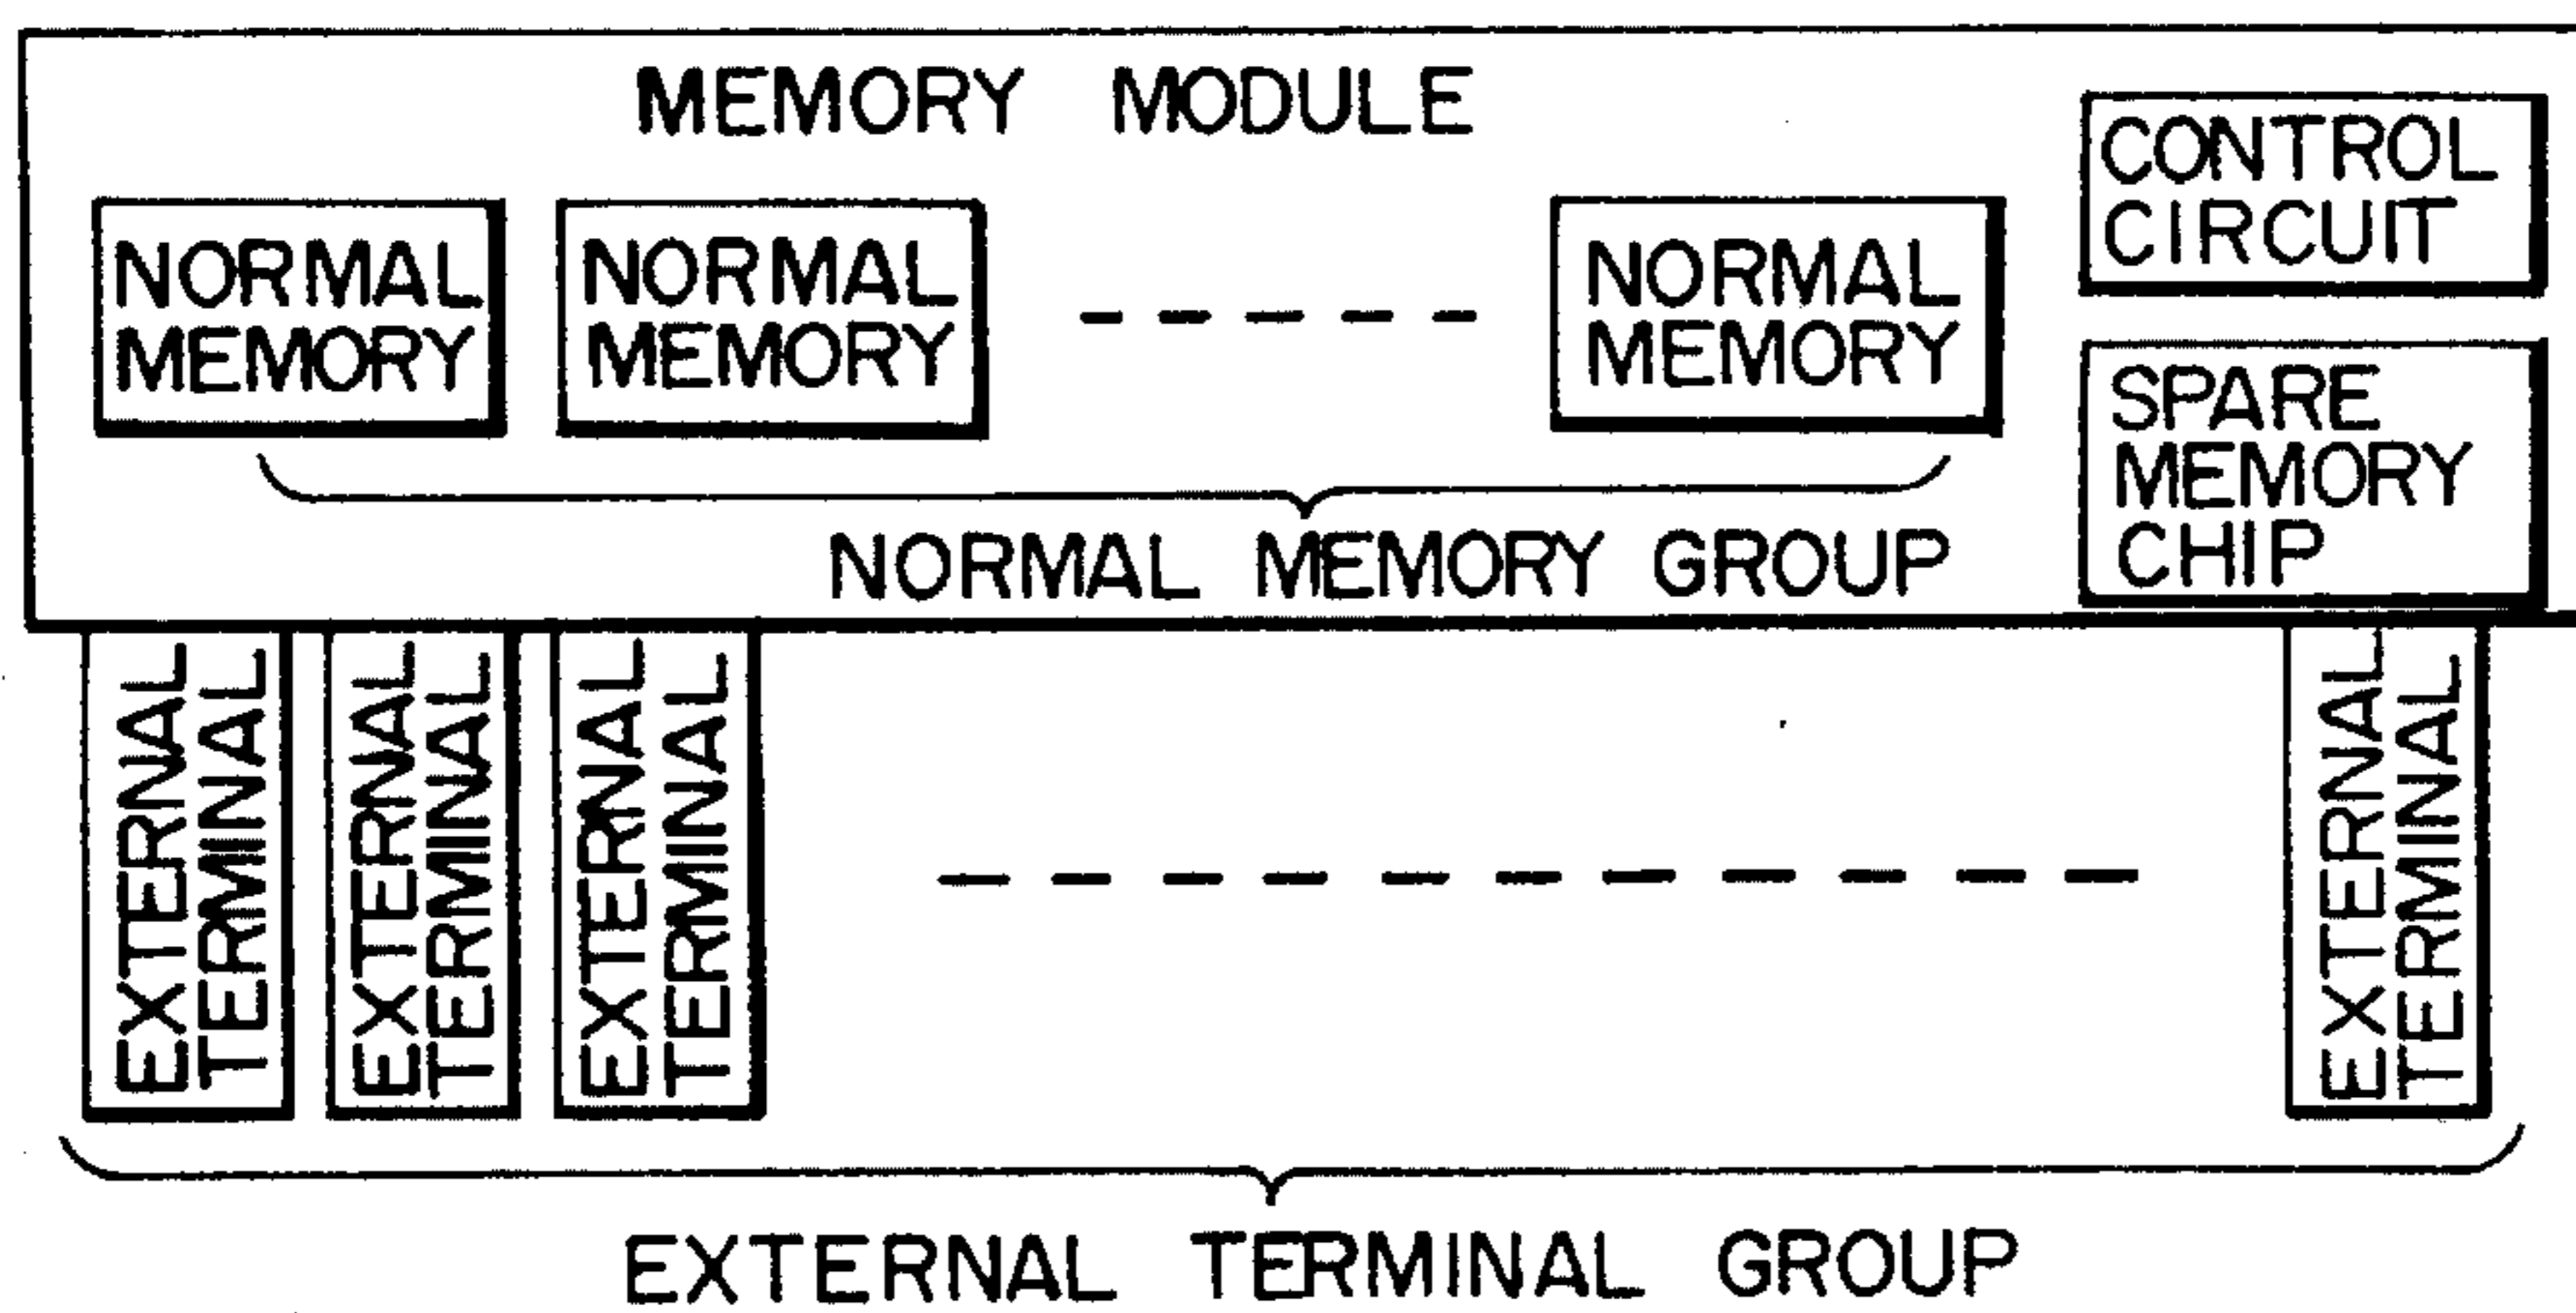 MEMORY MODULE
CONTROL
CIRCUIT
NORMAL
MEMORY
NORMAL
MEMORY
NORMAL
MEMORY
SPARE
MEMORY
CHIP
NORMAL MEMORY GROUP
EXTERNAL
TERMINAL
EXTERNAL
TERMINAL
EXTERNAL
TERMINAL
EXTERNAL
TERMINAL
EXTERNAL TERMINAL GROUP